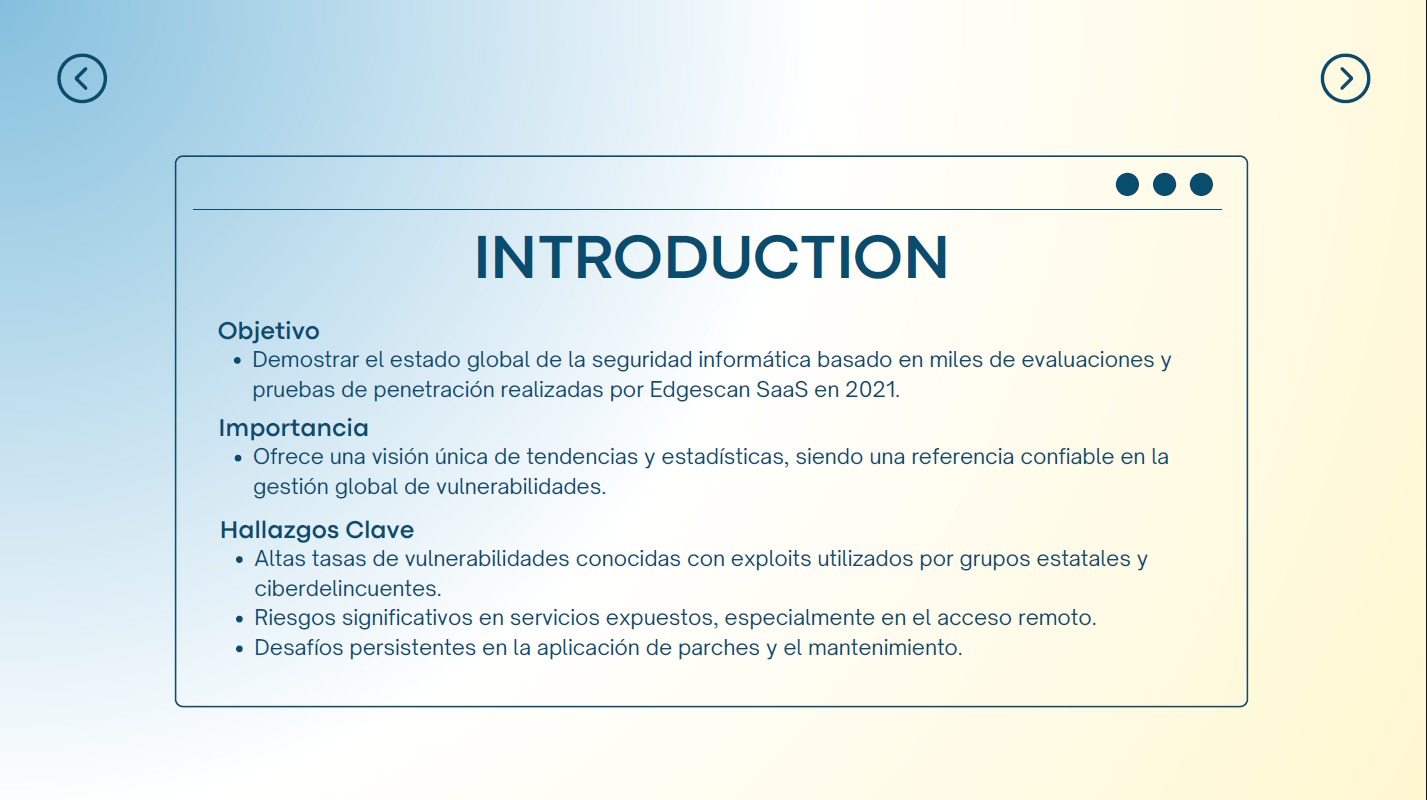 INTRODUCTION
Objetivo
• Demostrar el estado global de la seguridad informática basado en miles de evaluaciones y
pruebas de penetración realizadas por Edgescan SaaS en 2021.
Importancia
• Ofrece una visión única de tendencias y estadísticas, siendo una referencia confiable en la
gestión global de vulnerabilidades.
Hallazgos Clave
• Altas tasas de vulnerabilidades conocidas con exploits utilizados por grupos estatales y
ciberdelincuentes.
• Riesgos significativos en servicios expuestos, especialmente en el acceso remoto.
• Desafíos persistentes en la aplicación de parches y el mantenimiento.